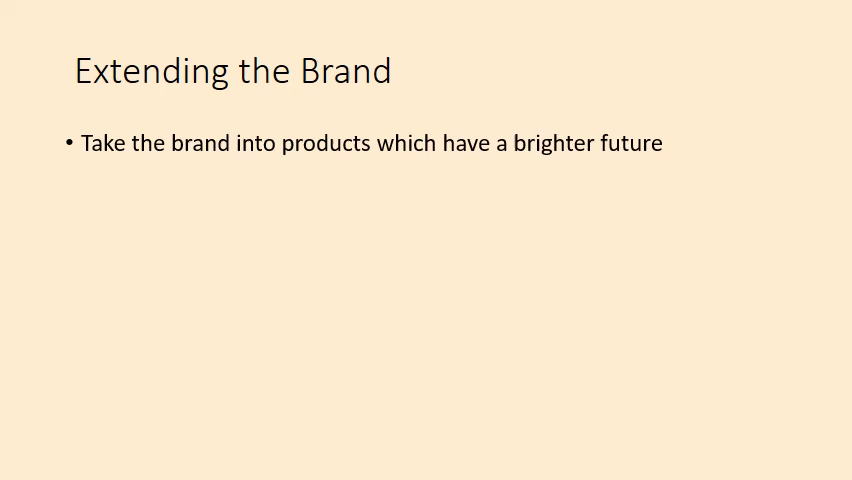 Extending the Brand
• Take the brand into products which have a brighter future